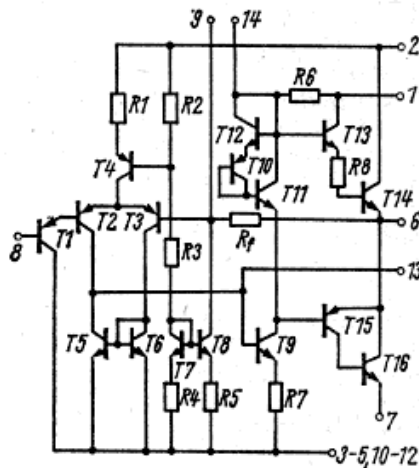 9 14
2
R1 R2 R6 1
T12 T13
T4 T10 R8
T11 T14
T2 T3 6
8 T1 Rf
R3 13
T5 T6 T8 T9 T15
T7 T16
R4 R5 R7
7
3-5,10-12